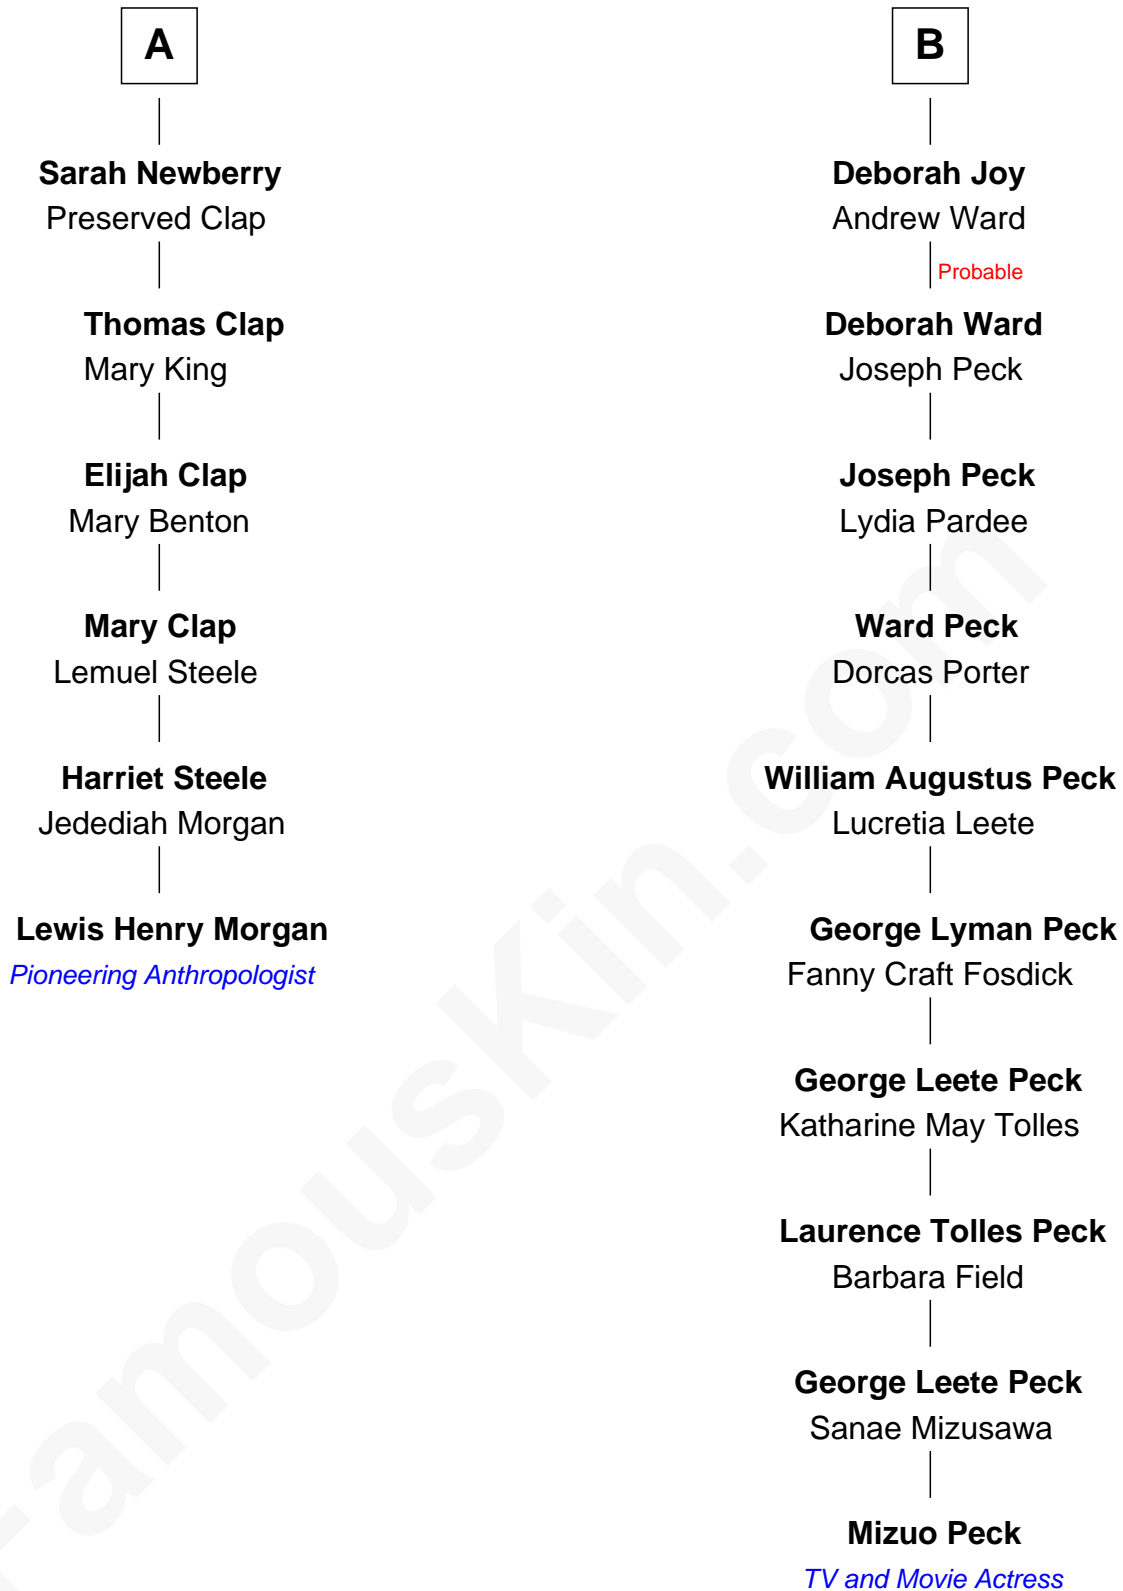 A
Sarah Newberry
Preserved Clap
Thomas Clap
Mary King
Elijah Clap
Mary Benton
Mary Clap
Lemuel Steele
Harriet Steele
Jedediah Morgan
Lewis Henry Morgan
Pioneering Anthropologist
B
Deborah Joy
Andrew Ward
Probable
Deborah Ward
Joseph Peck
Joseph Peck
Lydia Pardee
Ward Peck
Dorcas Porter
William Augustus Peck
Lucretia Leete
George Lyman Peck
Fanny Craft Fosdick
George Leete Peck
Katharine May Tolles
Laurence Tolles Peck
Barbara Field
George Leete Peck
Sanae Mizusawa
Mizuo Peck
TV and Movie Actress
FamousKin.com